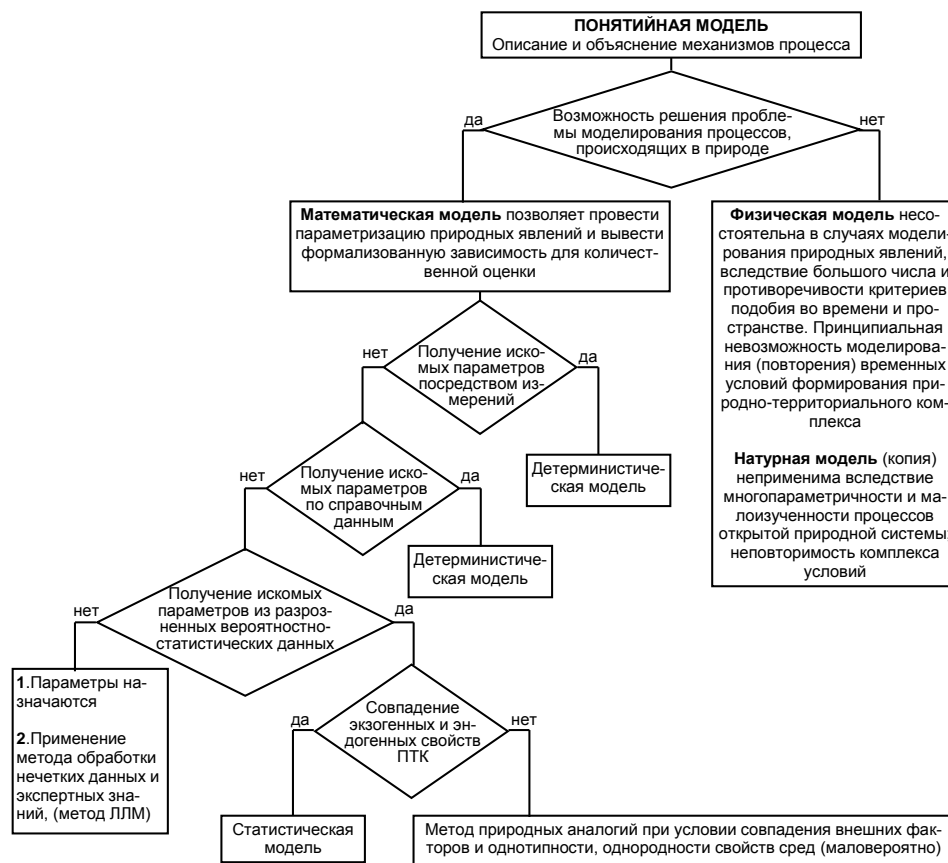 ПОНЯТИЙНАЯ МОДЕЛЬ
Описание и объяснение механизмов процесса
да
Возможность решения пробле-
мы моделирования процессов,
происходящих в природе
нет
Математическая модель позволяет провести
параметризацию природных явлений и вывести
формализованную зависимость для количест-
венной оценки
Физическая модель несо-
стоятельна в случаях модели-
рования природных явлений,
вследствие большого числа и
противоречивости критериев
подобия во времени и про-
странстве. Принципиальная
невозможность моделирова-
ния (повторения) временных
условий формирования при-
родно-территориального ком-
плекса
Натурная модель (копия)
неприменима вследствие
многопараметричности и ма-
лоизученности процессов
открытой природной системы;
неповторимость комплекса
условий
нет
Получение иско-
мых параметров
посредством из-
мерений
да
Детерминистиче-
ская модель
нет
Получение иско-
мых параметров
по справочным
данным
да
Детерминистиче-
ская модель
нет
Получение искомых
параметров из разроз-
ненных вероятностно-
статистических данных
да
1.Параметры на-
значаются
2.Применение
метода обработки
нечетких данных и
экспертных зна-
ний, (метод ЛЛМ)
да
Совпадение
экзогенных и эн-
догенных свойств
ПТК
нет
Статистическая
модель
Метод природных аналогий при условии совпадения внешних фак-
торов и однотипности, однородности свойств сред (маловероятно)